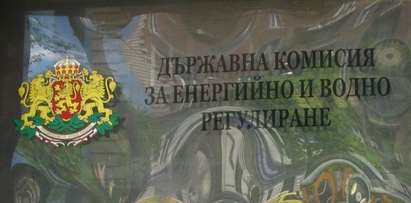 ДЪРЖАВНА КОМИСИЯ
ЗА ЕНЕРГИЙНО И ВОДНО
РЕГУЛИРАНЕ